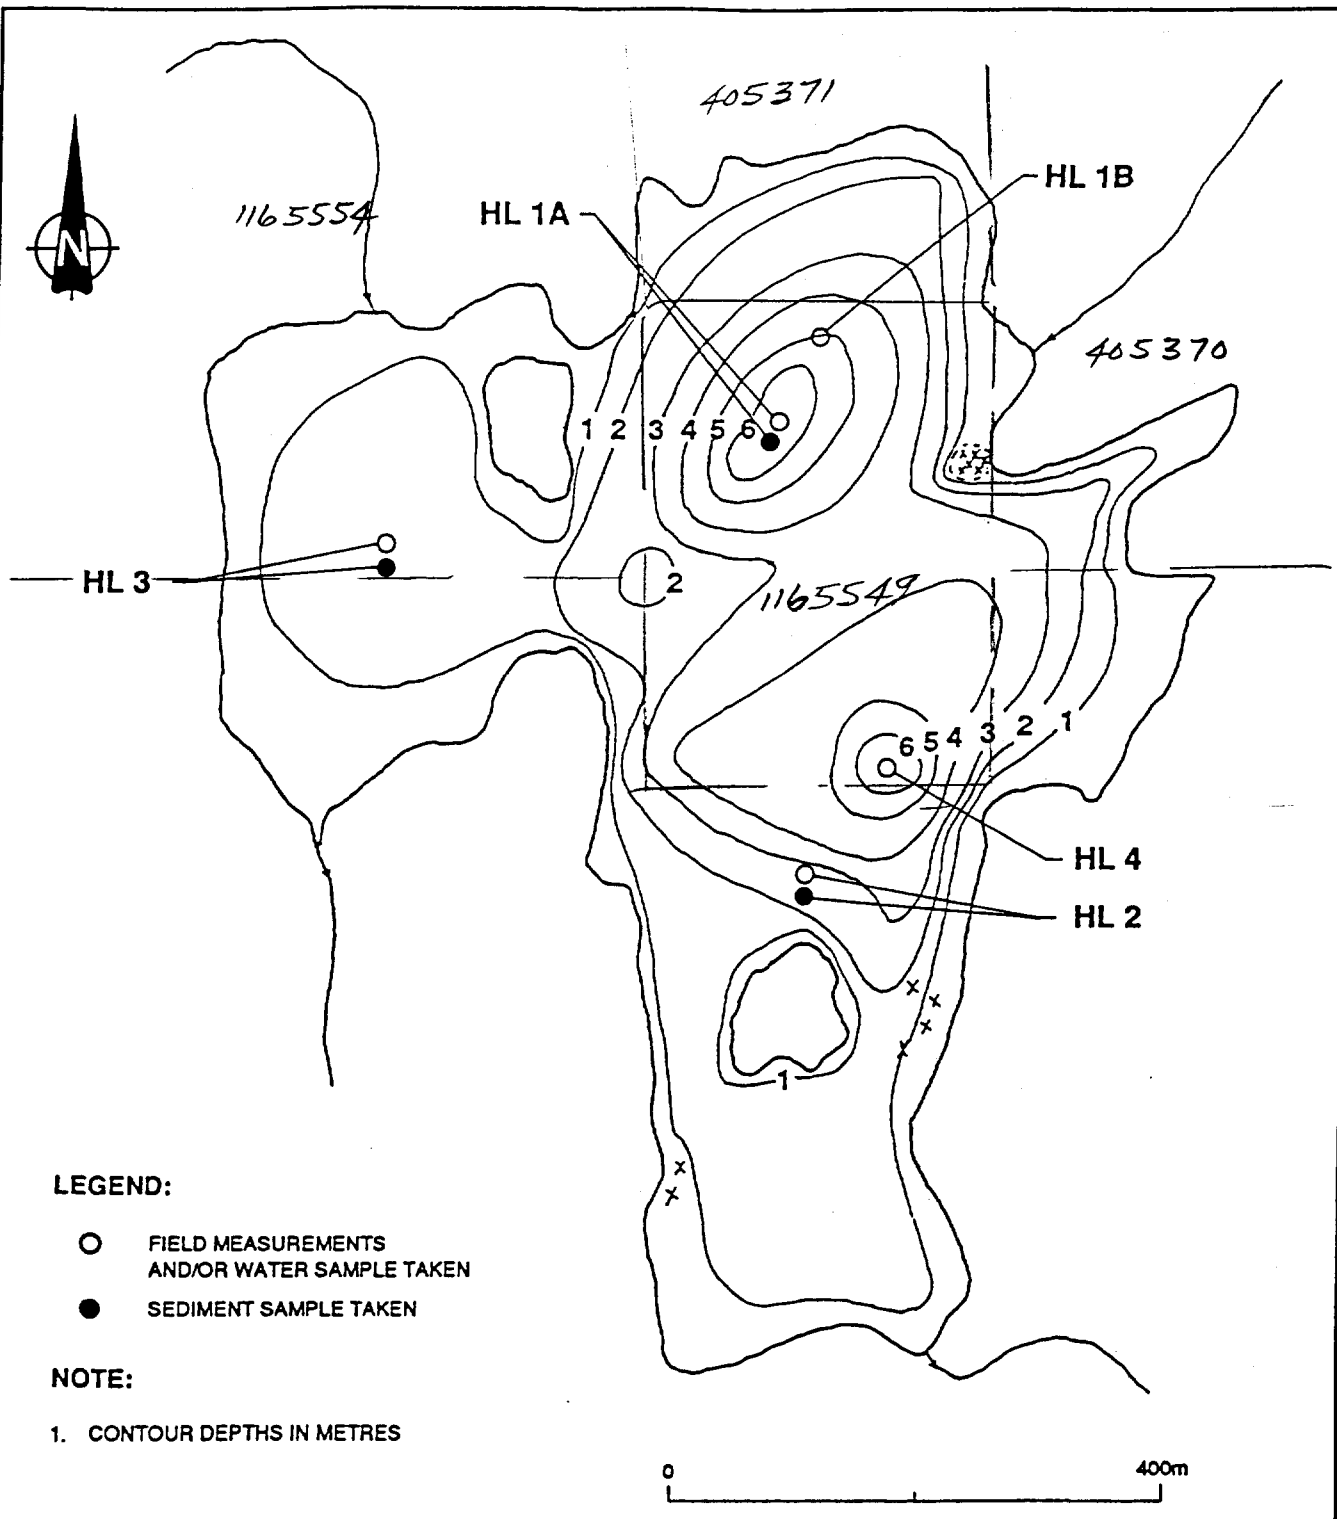 405371
HL 1B
1165554
HL 1A
N
405370
1 2 3 4 5 6
HL 3
2
1165549
6 5 4 3 2 1
HL 4
HL 2
1
LEGEND:
FIELD MEASUREMENTS
AND/OR WATER SAMPLE TAKEN
SEDIMENT SAMPLE TAKEN
NOTE:
1. CONTOUR DEPTHS IN METRES
0 400m